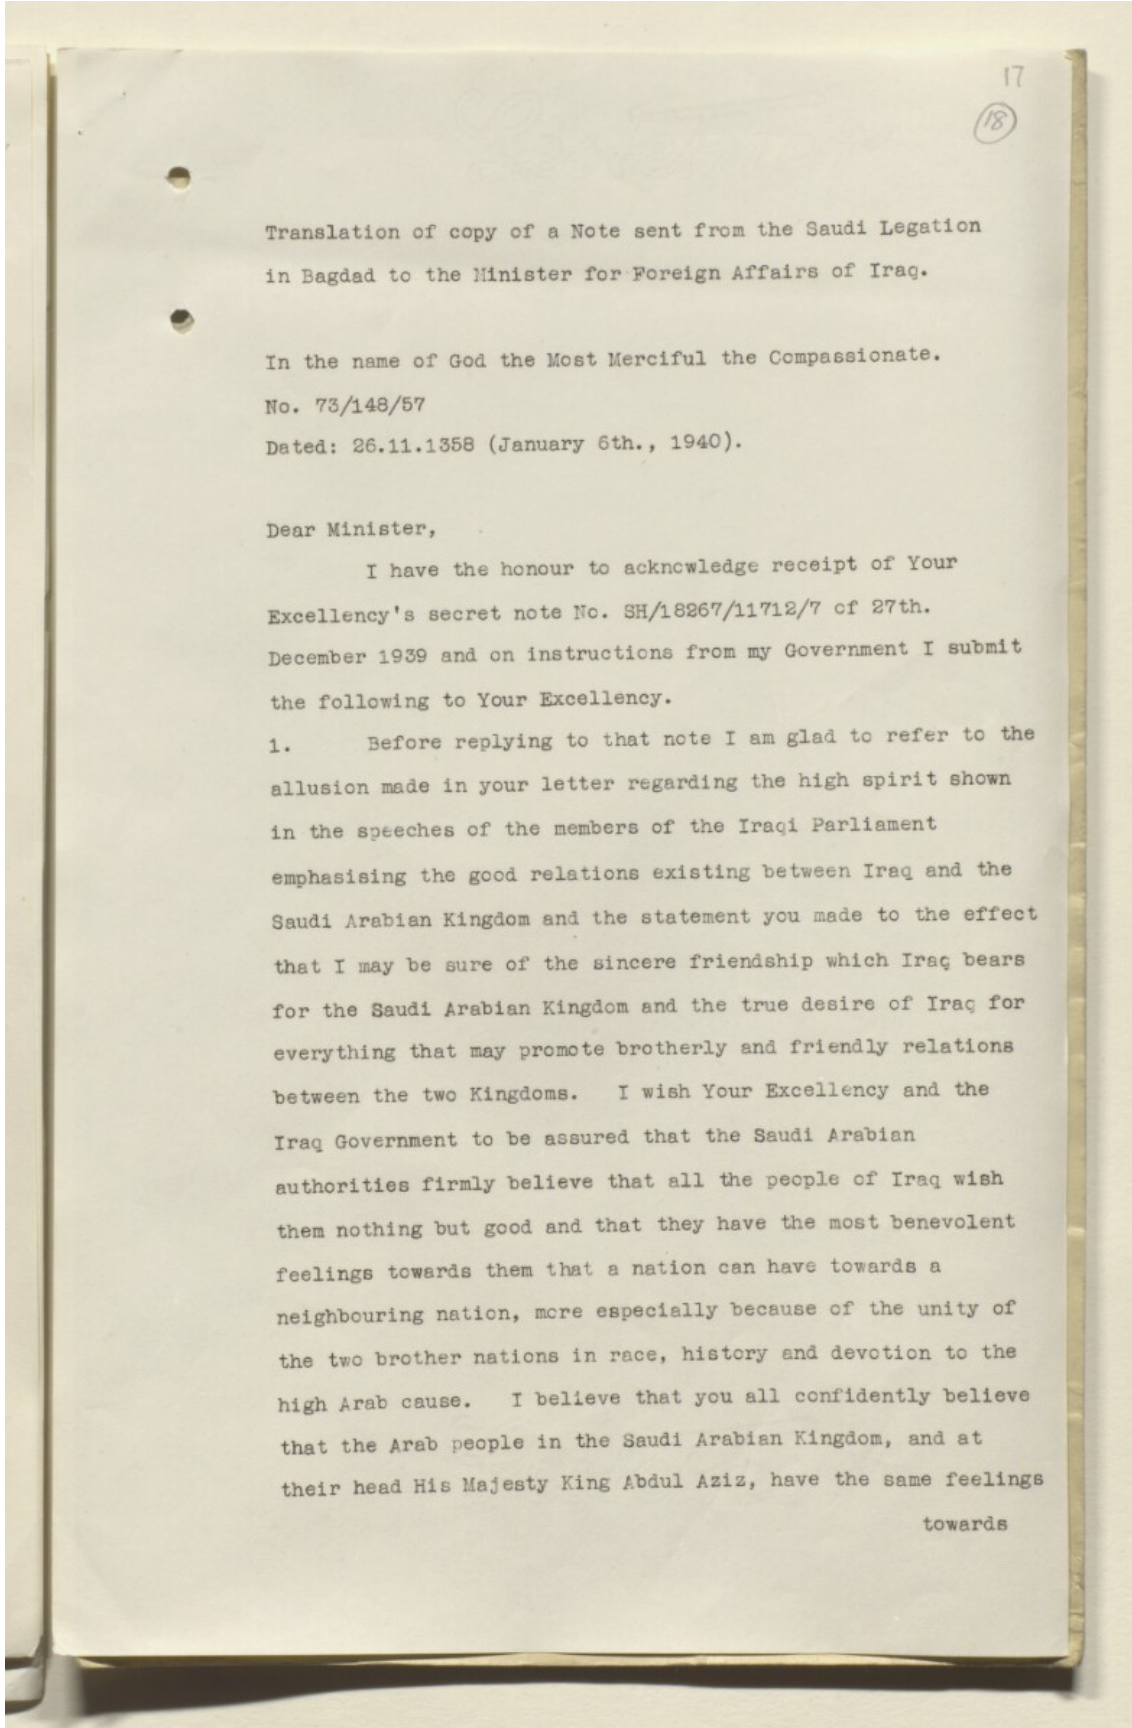 17
18
Translation of copy of a Note sent from the Saudi Legation
in Bagdad to the Minister for Foreign Affairs of Iraq.
In the name of God the Most Merciful the Compassionate.
No. 73/148/57
Dated: 26.11.1358 (January 6th., 1940).
Dear Minister,
I have the honour to acknowledge receipt of Your
Excellency's secret note No. SH/18267/11712/7 of 27th.
December 1939 and on instructions from my Government I submit
the following to Your Excellency.
1. Before replying to that note I am glad to refer to the
allusion made in your letter regarding the high spirit shown
in the speeches of the members of the Iraqi Parliament
emphasising the good relations existing between Iraq and the
Saudi Arabian Kingdom and the statement you made to the effect
that I may be sure of the sincere friendship which Iraq bears
for the Saudi Arabian Kingdom and the true desire of Iraq for
everything that may promote brotherly and friendly relations
between the two Kingdoms. I wish Your Excellency and the
Iraq Government to be assured that the Saudi Arabian
authorities firmly believe that all the people of Iraq wish
them nothing but good and that they have the most benevolent
feelings towards them that a nation can have towards a
neighbouring nation, more especially because of the unity of
the two brother nations in race, history and devotion to the
high Arab cause. I believe that you all confidently believe
that the Arab people in the Saudi Arabian Kingdom, and at
their head His Majesty King Abdul Aziz, have the same feelings
towards